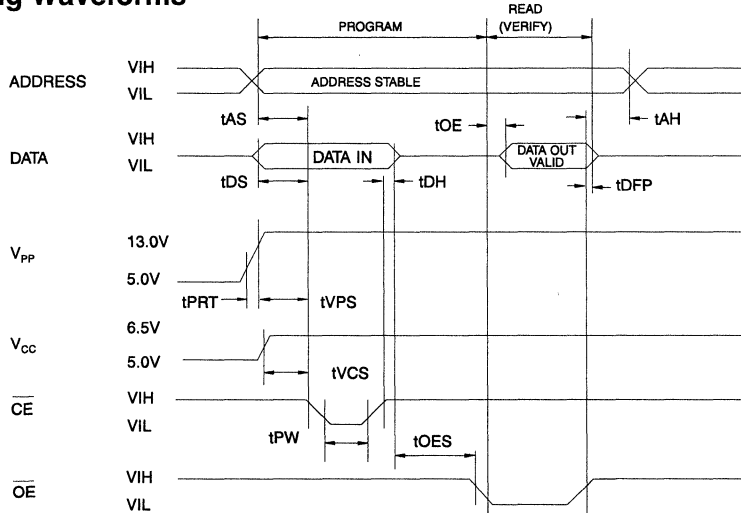 ng Waveforms
READ
PROGRAM (VERIFY)
ADDRESS VIH ADDRESS STABLE
VIL
tAS tOE tAH
DATA VIH DATA IN DATA OUT
VIL VALID
tDS tDH tDFP
VPP 13.0V
5.0V
tPRT tVPS
VCC 6.5V
5.0V
tVCS
CE VIH
VIL
tPW tOES
OE VIH
VIL